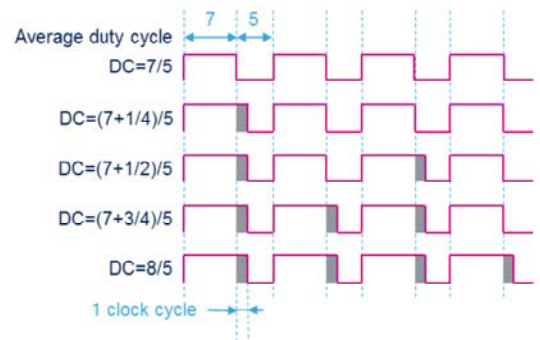 7 5
Average duty cycle
DC=7/5
DC=(7+1/4)/5
DC=(7+1/2)/5
DC=(7+3/4)/5
DC=8/5
1 clock cycle